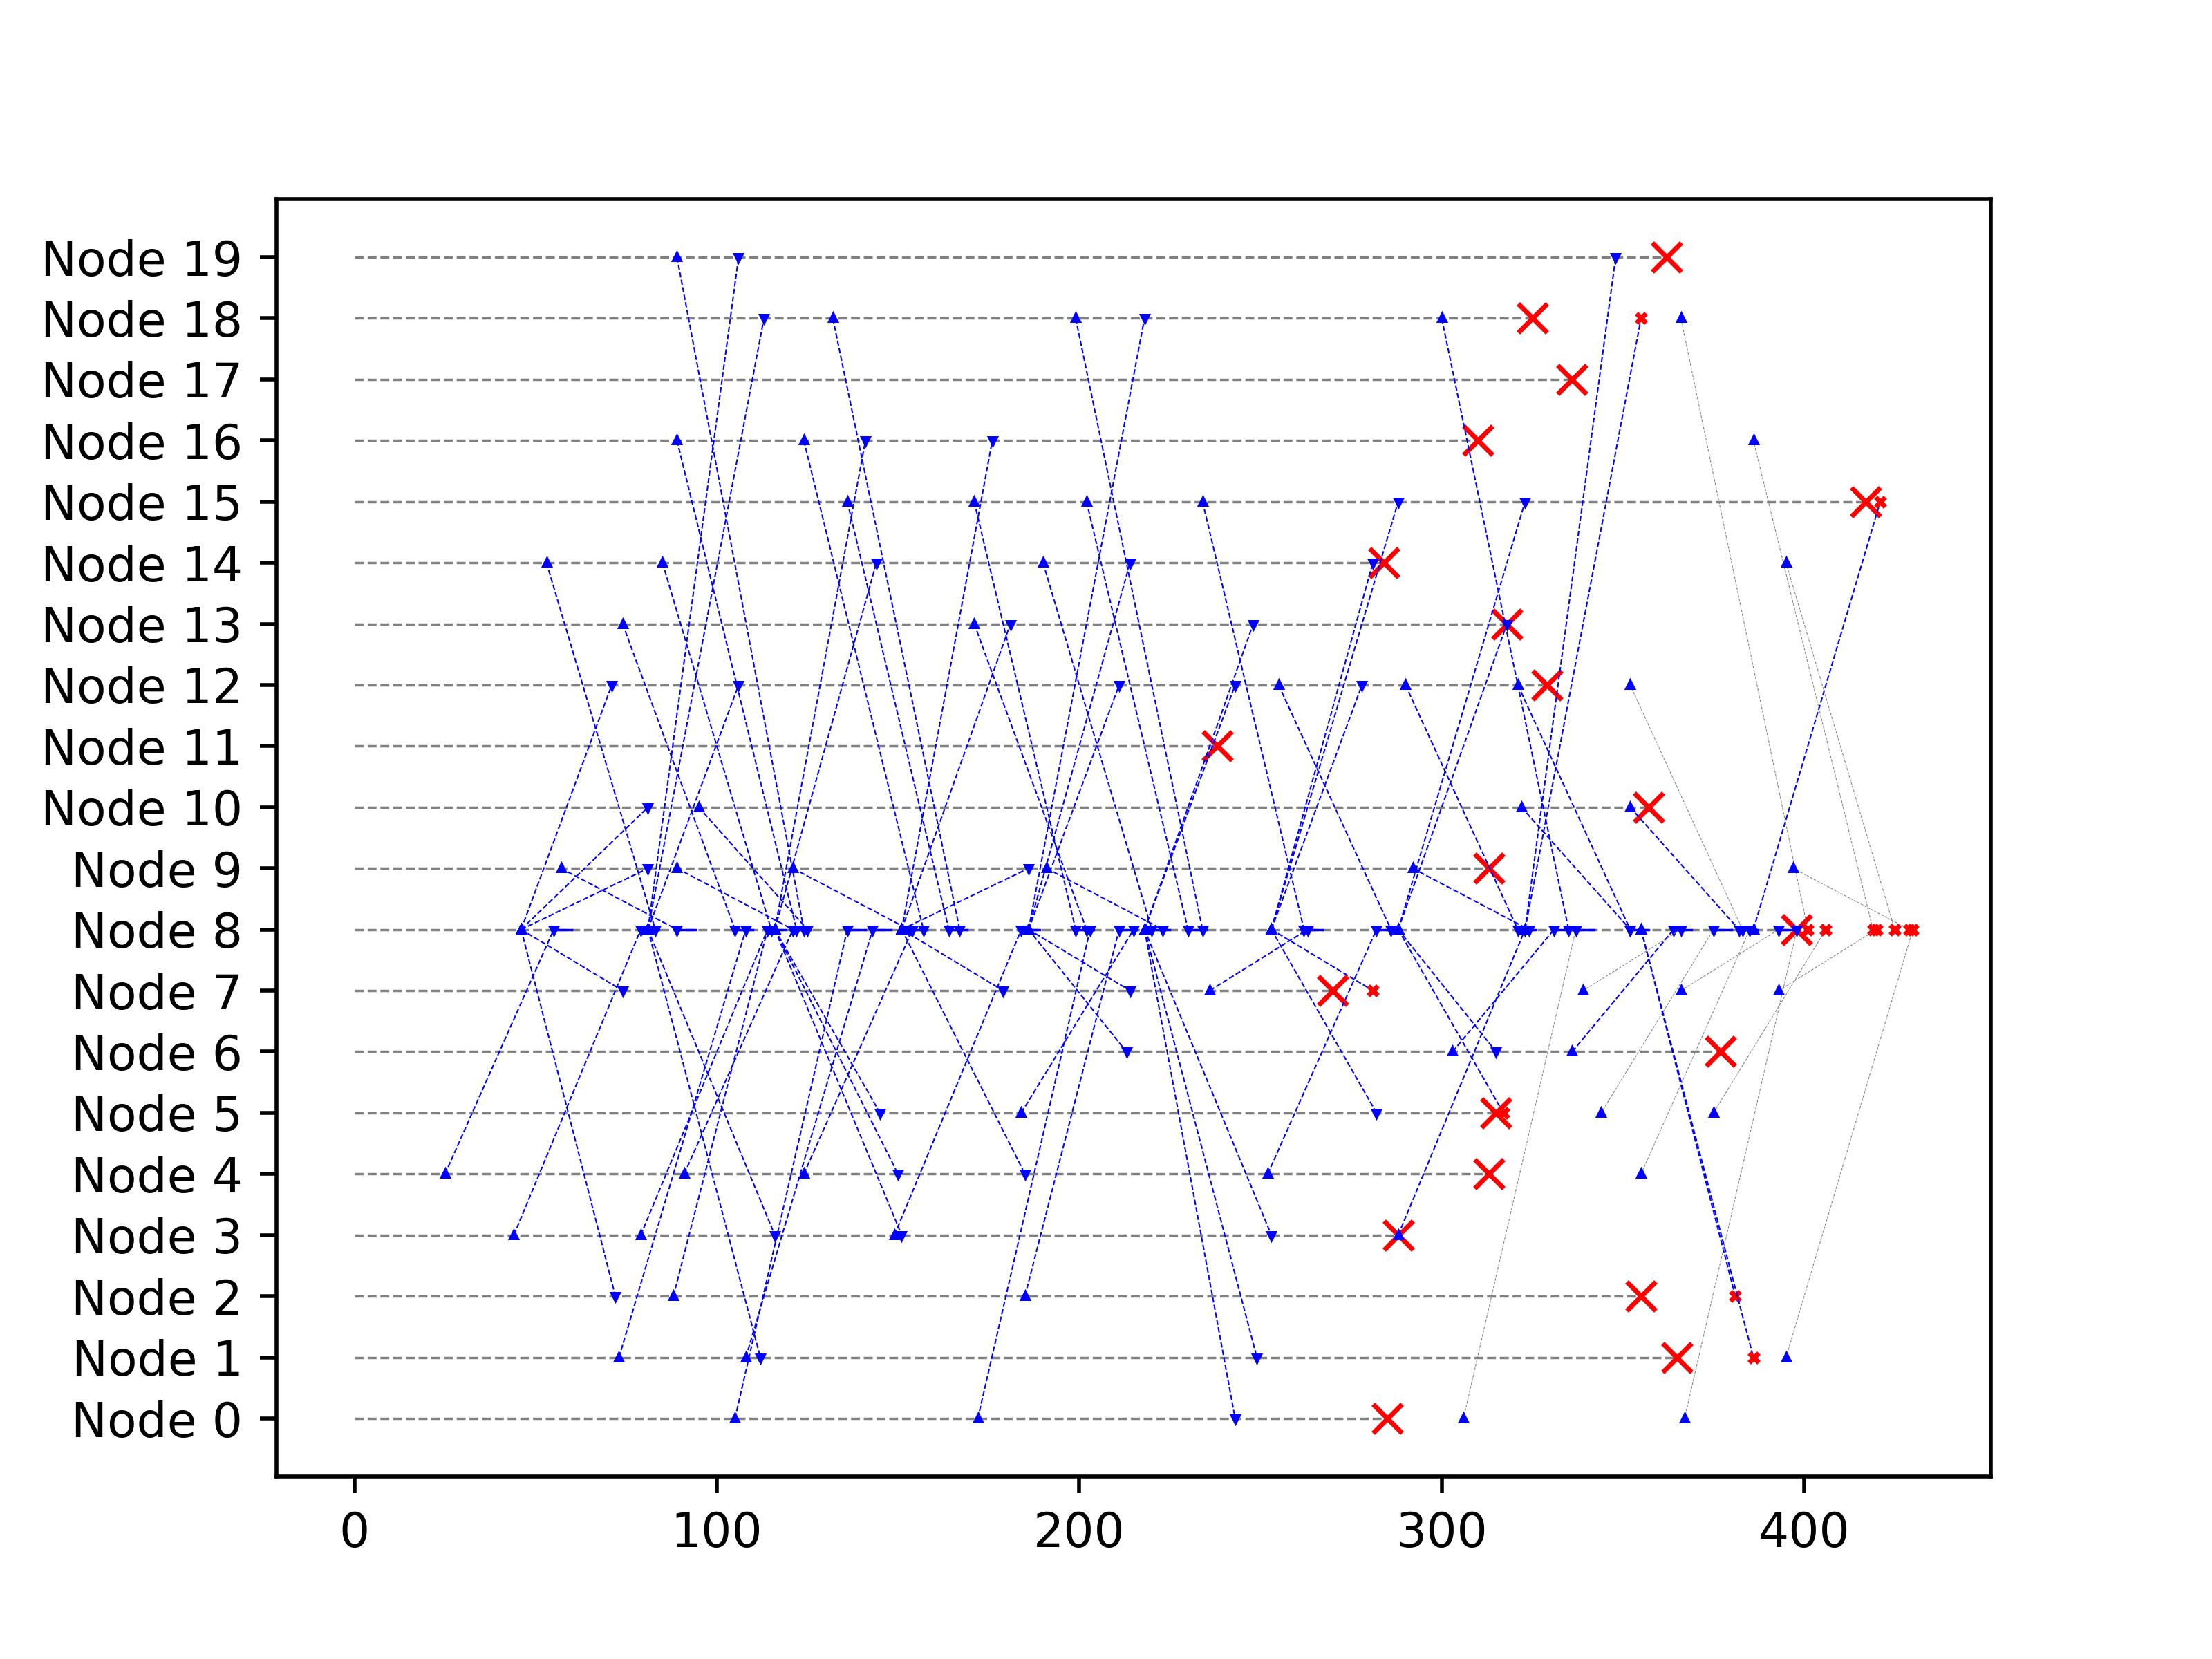 Node 19
Node 18
Node 17
Node 16
Node 15
Node 14
Node 13
Node 12
Node 11
Node 10
Node 9
Node 8
Node 7
Node 6
Node 5
Node 4
Node 3
Node 2
Node 1
Node 0
0 100 200 300 400